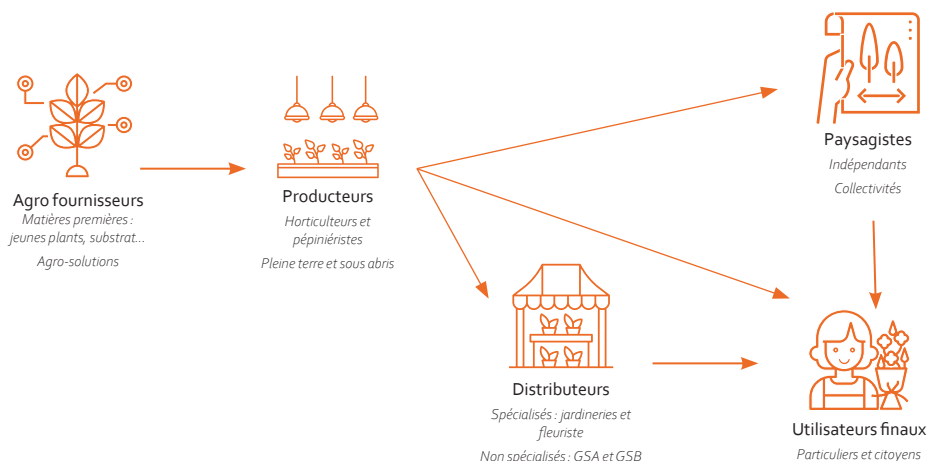 Agro fournisseurs
Matières premières :
jeunes plants, substrat...
Agro-solutions
Producteurs
Horticulteurs et
pépiniéristes
Pleine terre et sous abris
Paysagistes
Indépendants
Collectivités
Distributeurs
Spécialisés : jardineries et
fleuriste
Non spécialisés : GSA et GSB
Utilisateurs finaux
Particuliers et citoyens